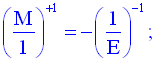 (M/1)^{+1} = -(1/E)^{-1};